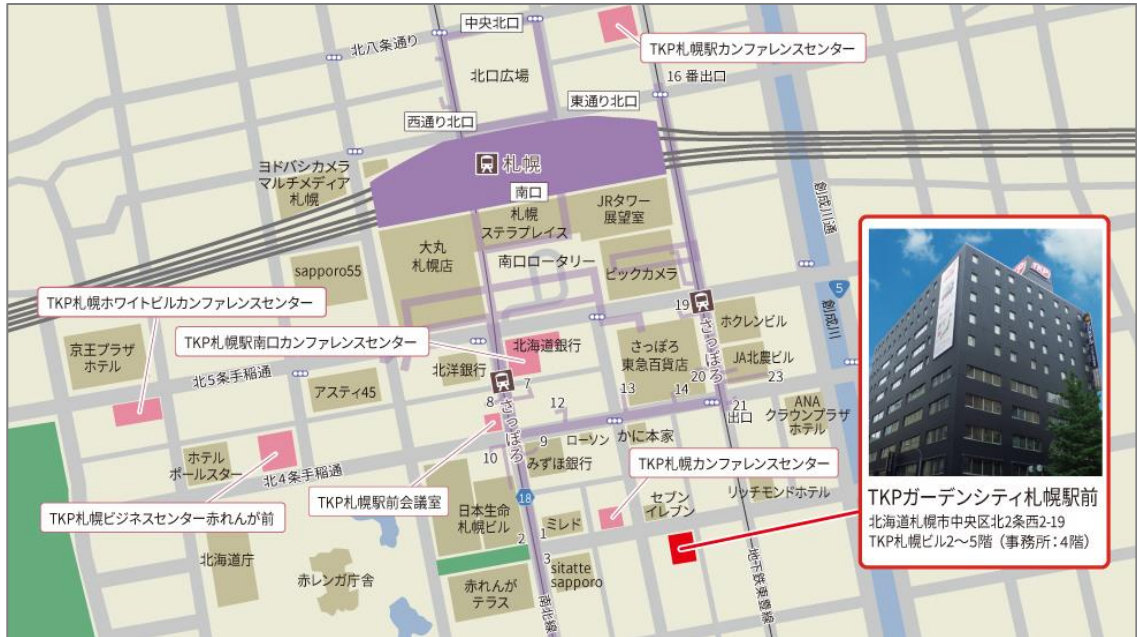 中央北口
TKP札幌駅カンファレンスセンター
北八条通り
北口広場
16番出口
東通り北口
西通り北口
札幌
ヨドバシカメラ
マルチメディア
札幌
南口
札幌
ステラプレイス
JRタワー
展望室
創成川通
大丸
札幌店
南口ロータリー
sapporo55
ビックカメラ
5
創成川
TKP札幌ホワイトビルカンファレンスセンター
19
さっぽろ
ホクレンビル
TKP札幌駅南口カンファレンスセンター
北海道銀行
さっぽろ
東急百貨店
京王プラザ
ホテル
北5条手稲通
アスティ45
北洋銀行
JA北農ビル
7
8
さっぽろ
12
13
14
20
23
21
出口
ANA
クラウンプラザ
ホテル
9
ローソン
かに本家
10
みずほ銀行
TKP札幌カンファレンスセンター
ホテル
ポールスター
北4条手稲通
TKP札幌駅前会議室
18
セブン
イレブン
リッチモンドホテル
TKP札幌ビジネスセンター赤れんが前
日本生命
札幌ビル
ミレド
1
2
3
北海道庁
赤レンガ庁舎
赤れんが
テラス
sitatte
sapporo
南北線
地下鉄東豊線
TKP
TKPガーデンシティ札幌駅前
北海道札幌市中央区北2条西2-19
TKP札幌ビル2～5階（事務所：4階）